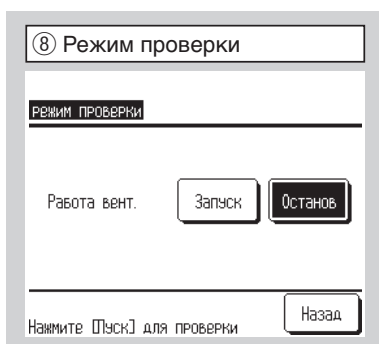 ⑧ Режим проверки
Режим проверки
Работа вент. Запуск Останов
Нажмите [Пуск] для проверки Назад